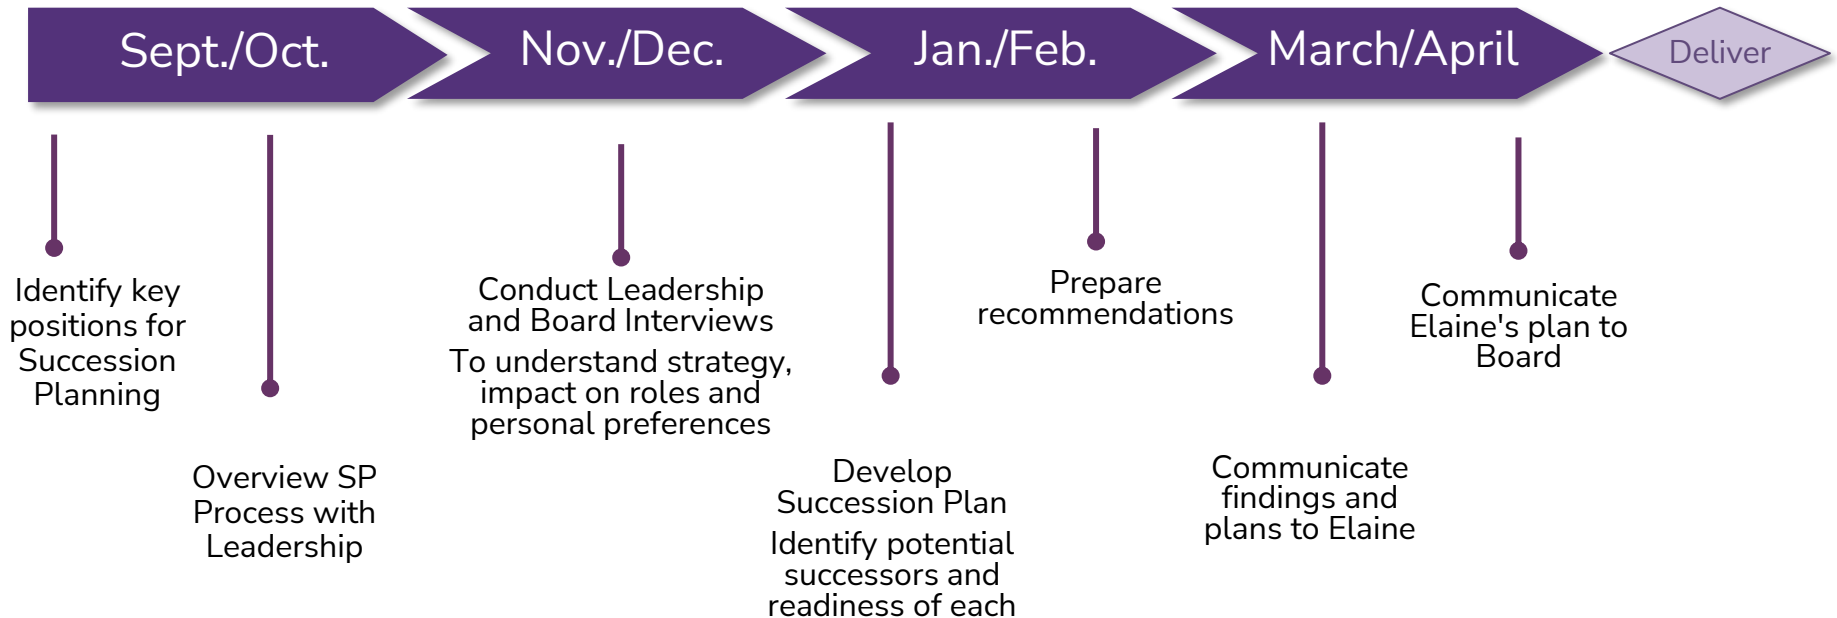 Sept./Oct.
Nov./Dec.
Jan./Feb.
March/April
Deliver
Identify key
positions for
Succession
Planning
Overview SP
Process with
Leadership
Conduct Leadership
and Board Interviews
To understand strategy,
impact on roles and
personal preferences
Develop
Succession Plan
Identify potential
successors and
readiness of each
Prepare
recommendations
Communicate
findings and
plans to Elaine
Communicate
Elaine's plan to
Board